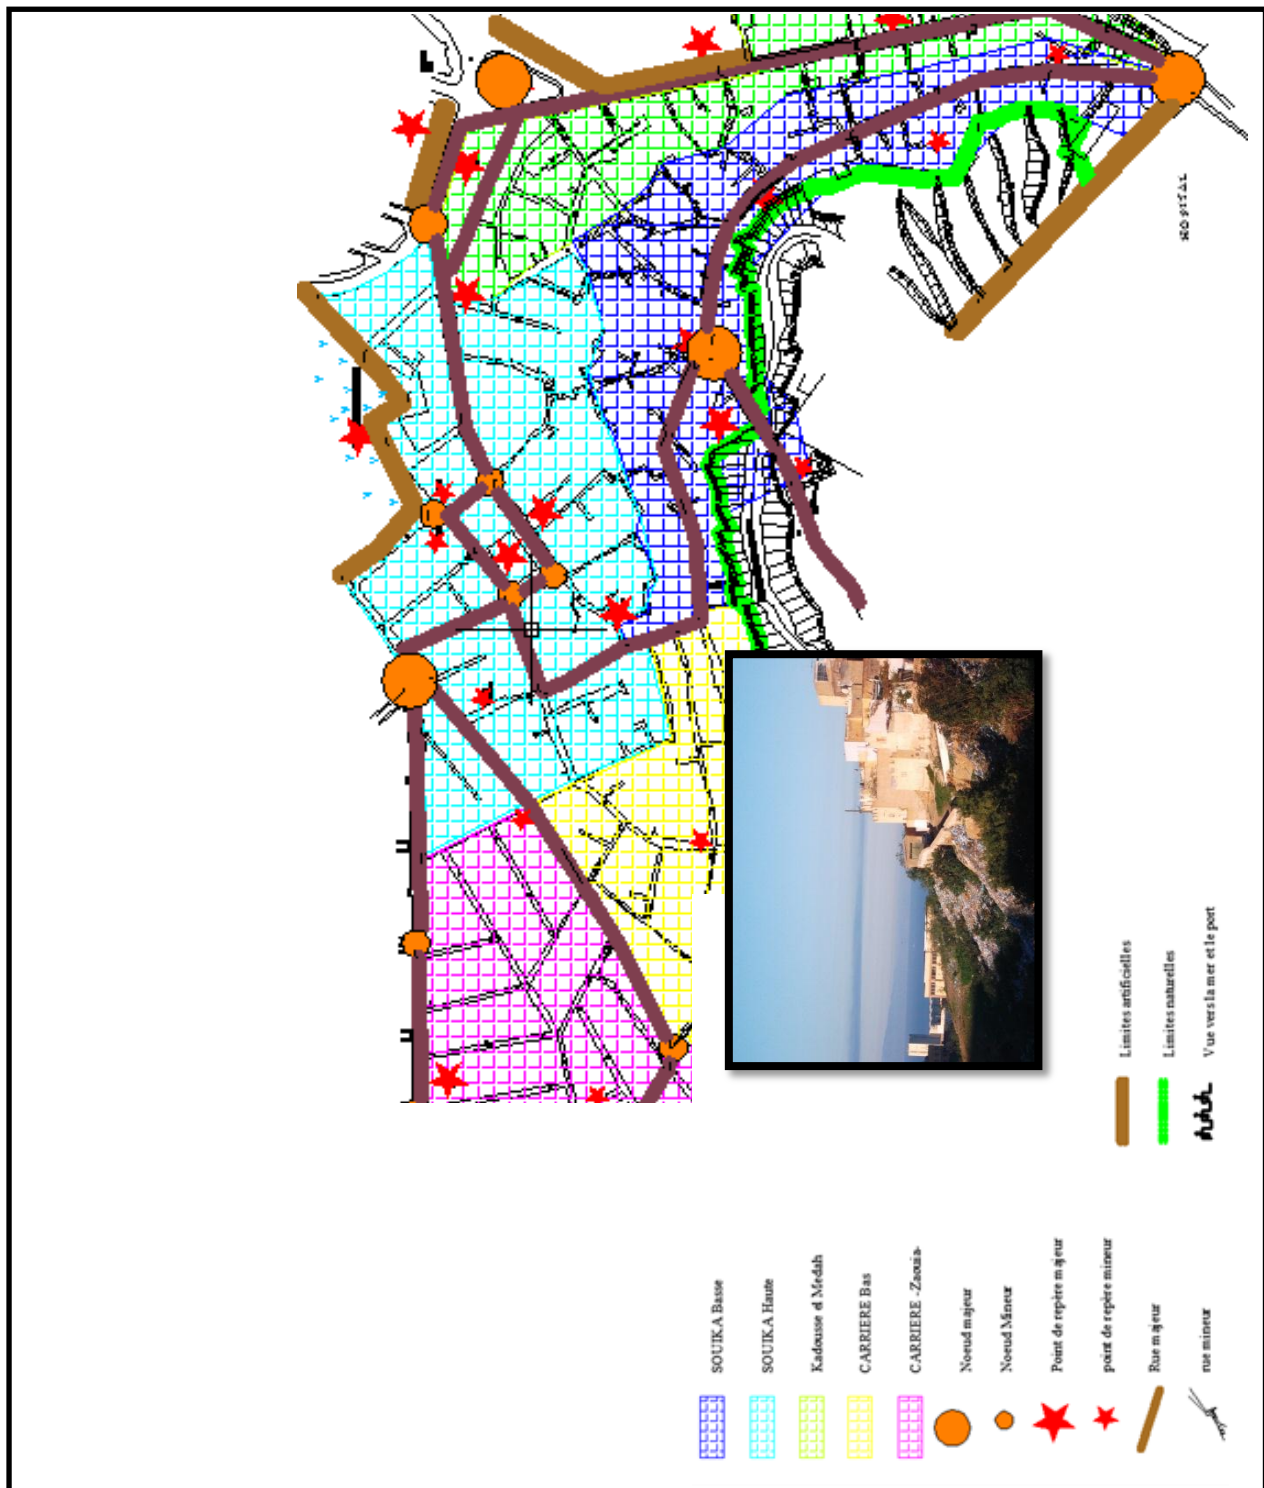 SOUIKA Basse
SOUIKA Haute
Kadousse el Medah
CARRIERE Bas
CARRIERE -Zaouia-
Noeud majeur
Noeud Mineur
Point de repère majeur
point de repère mineur
Rue majeur
rue mineur
Limites artificielles
Limites naturelles
Vue vers la mer et le port